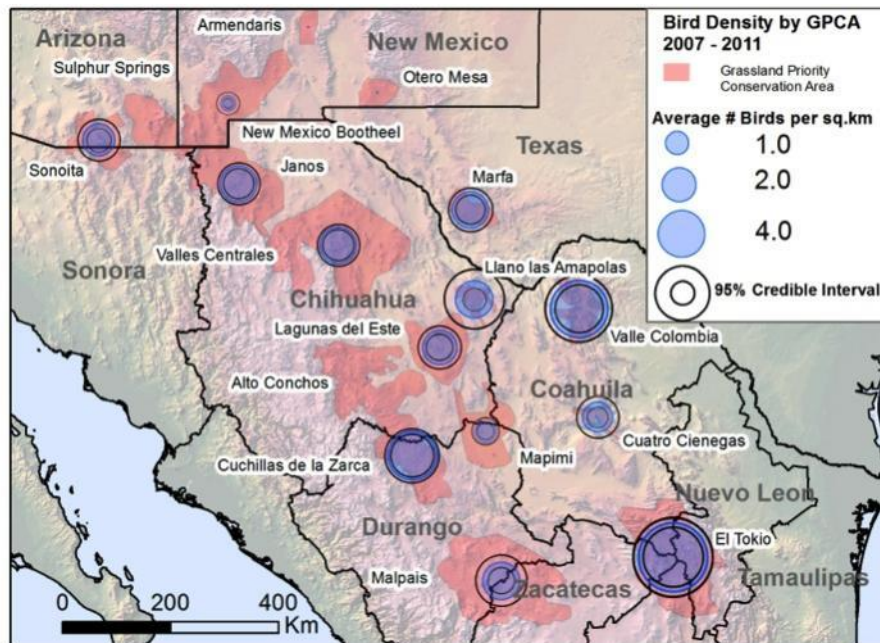 Bird Density by GPCA
2007 - 2011
Grassland Priority
Conservation Area
Average # Birds per sq.km
1.0
2.0
4.0
95% Credible Interval
Armendaris
Arizona
New Mexico
Sulphur Springs
Otero Mesa
New Mexico Bootheel
Texas
Sonoita
Janos
Marfa
Valles Centrales
Sonora
Llano las Amapolas
Chihuahua
Lagunas del Este
Valle Colombia
Alto Conchos
Coahuila
Cuatro Cienegas
Cuchillas de la Zarca
Mapimi
Nuevo Leon
Durango
El Tokio
Malpais
Zacatecas
Tamaulipas
0 200 400
Km